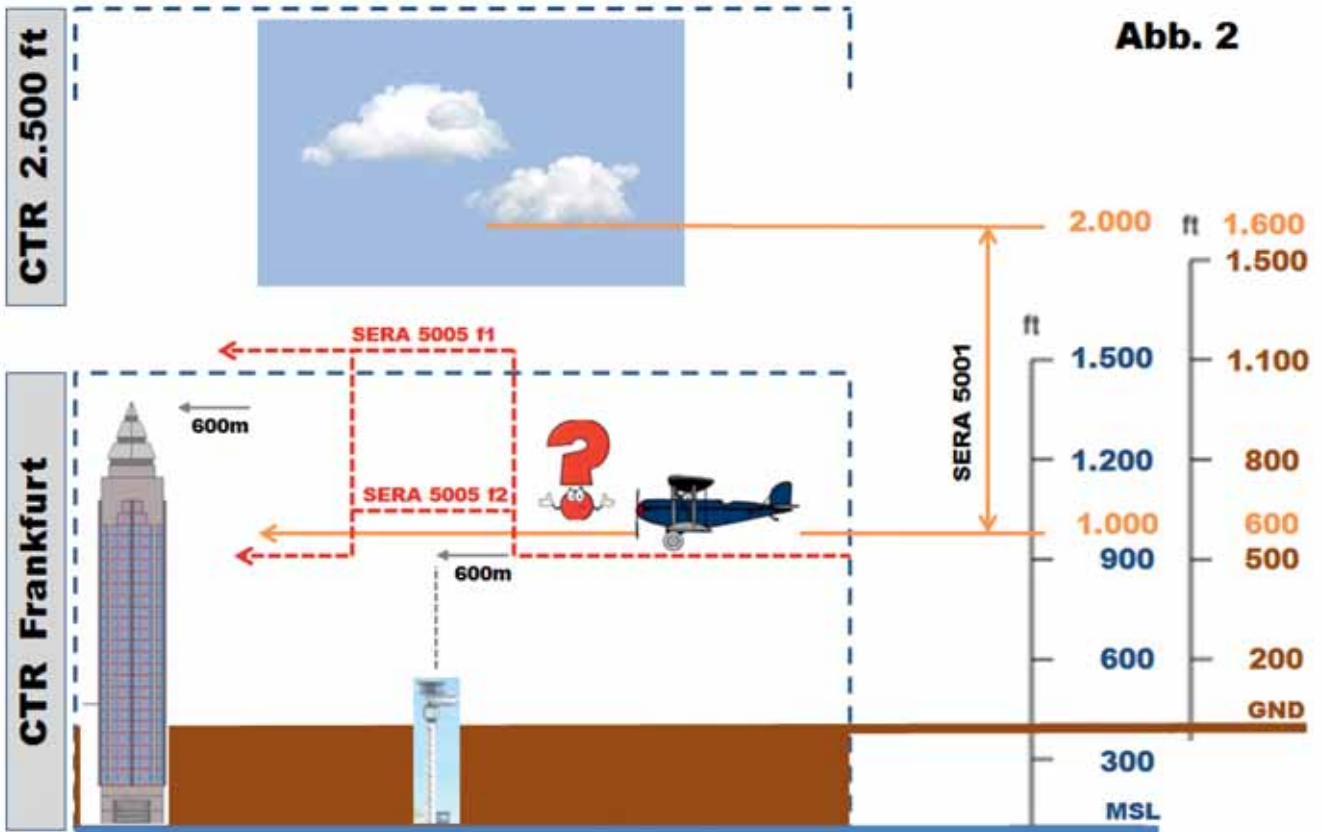 CTR 2.500 ft
Abb. 2
2.000 ft 1.600
1.500
SERA 5005 f1
ft
600m
SERA 5001
1.500 1.100
CTR Frankfurt
1.200 800
SERA 5005 f2
1.000 600
600m
900 500
600 200
GND
300
MSL